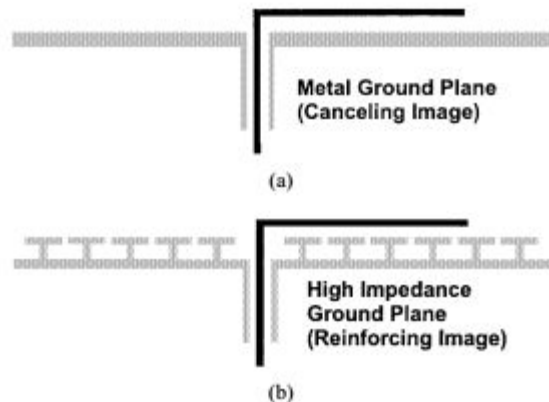 Metal Ground Plane
(Canceling Image)
(a)
High Impedance
Ground Plane
(Reinforcing Image)
(b)